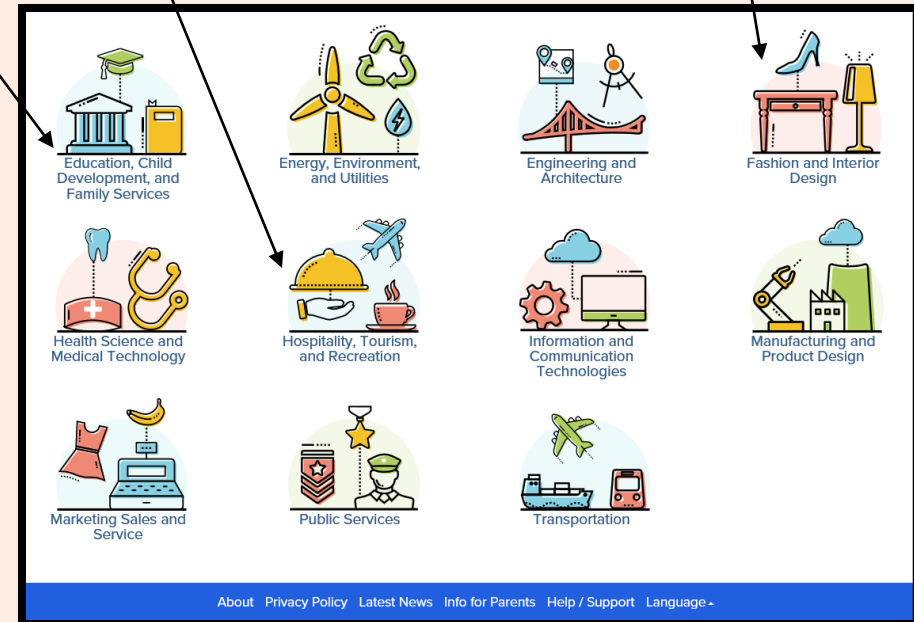 Education, Child
Development, and
Family Services
Energy, Environment,
and Utilities
Engineering and
Architecture
Fashion and Interior
Design
Health Science and
Medical Technology
Hospitality, Tourism,
and Recreation
Information and
Communication
Technologies
Manufacturing and
Product Design
Marketing Sales and
Service
Public Services
Transportation
About Privacy Policy Latest News Info for Parents Help / Support Language